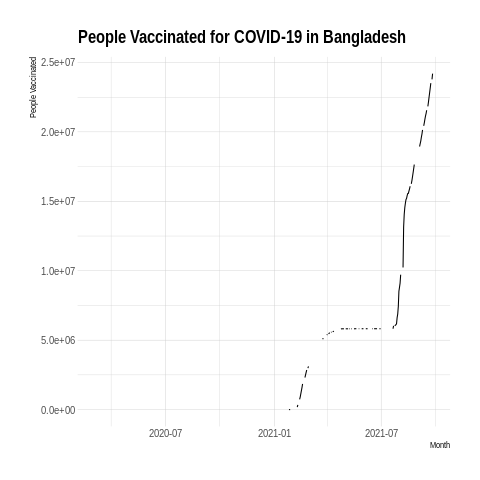 People Vaccinated for COVID-19 in Bangladesh
People Vaccinated
2.5e+07
2.0e+07
1.5e+07
1.0e+07
5.0e+06
0.0e+00
2020-07
2021-01
2021-07
Month